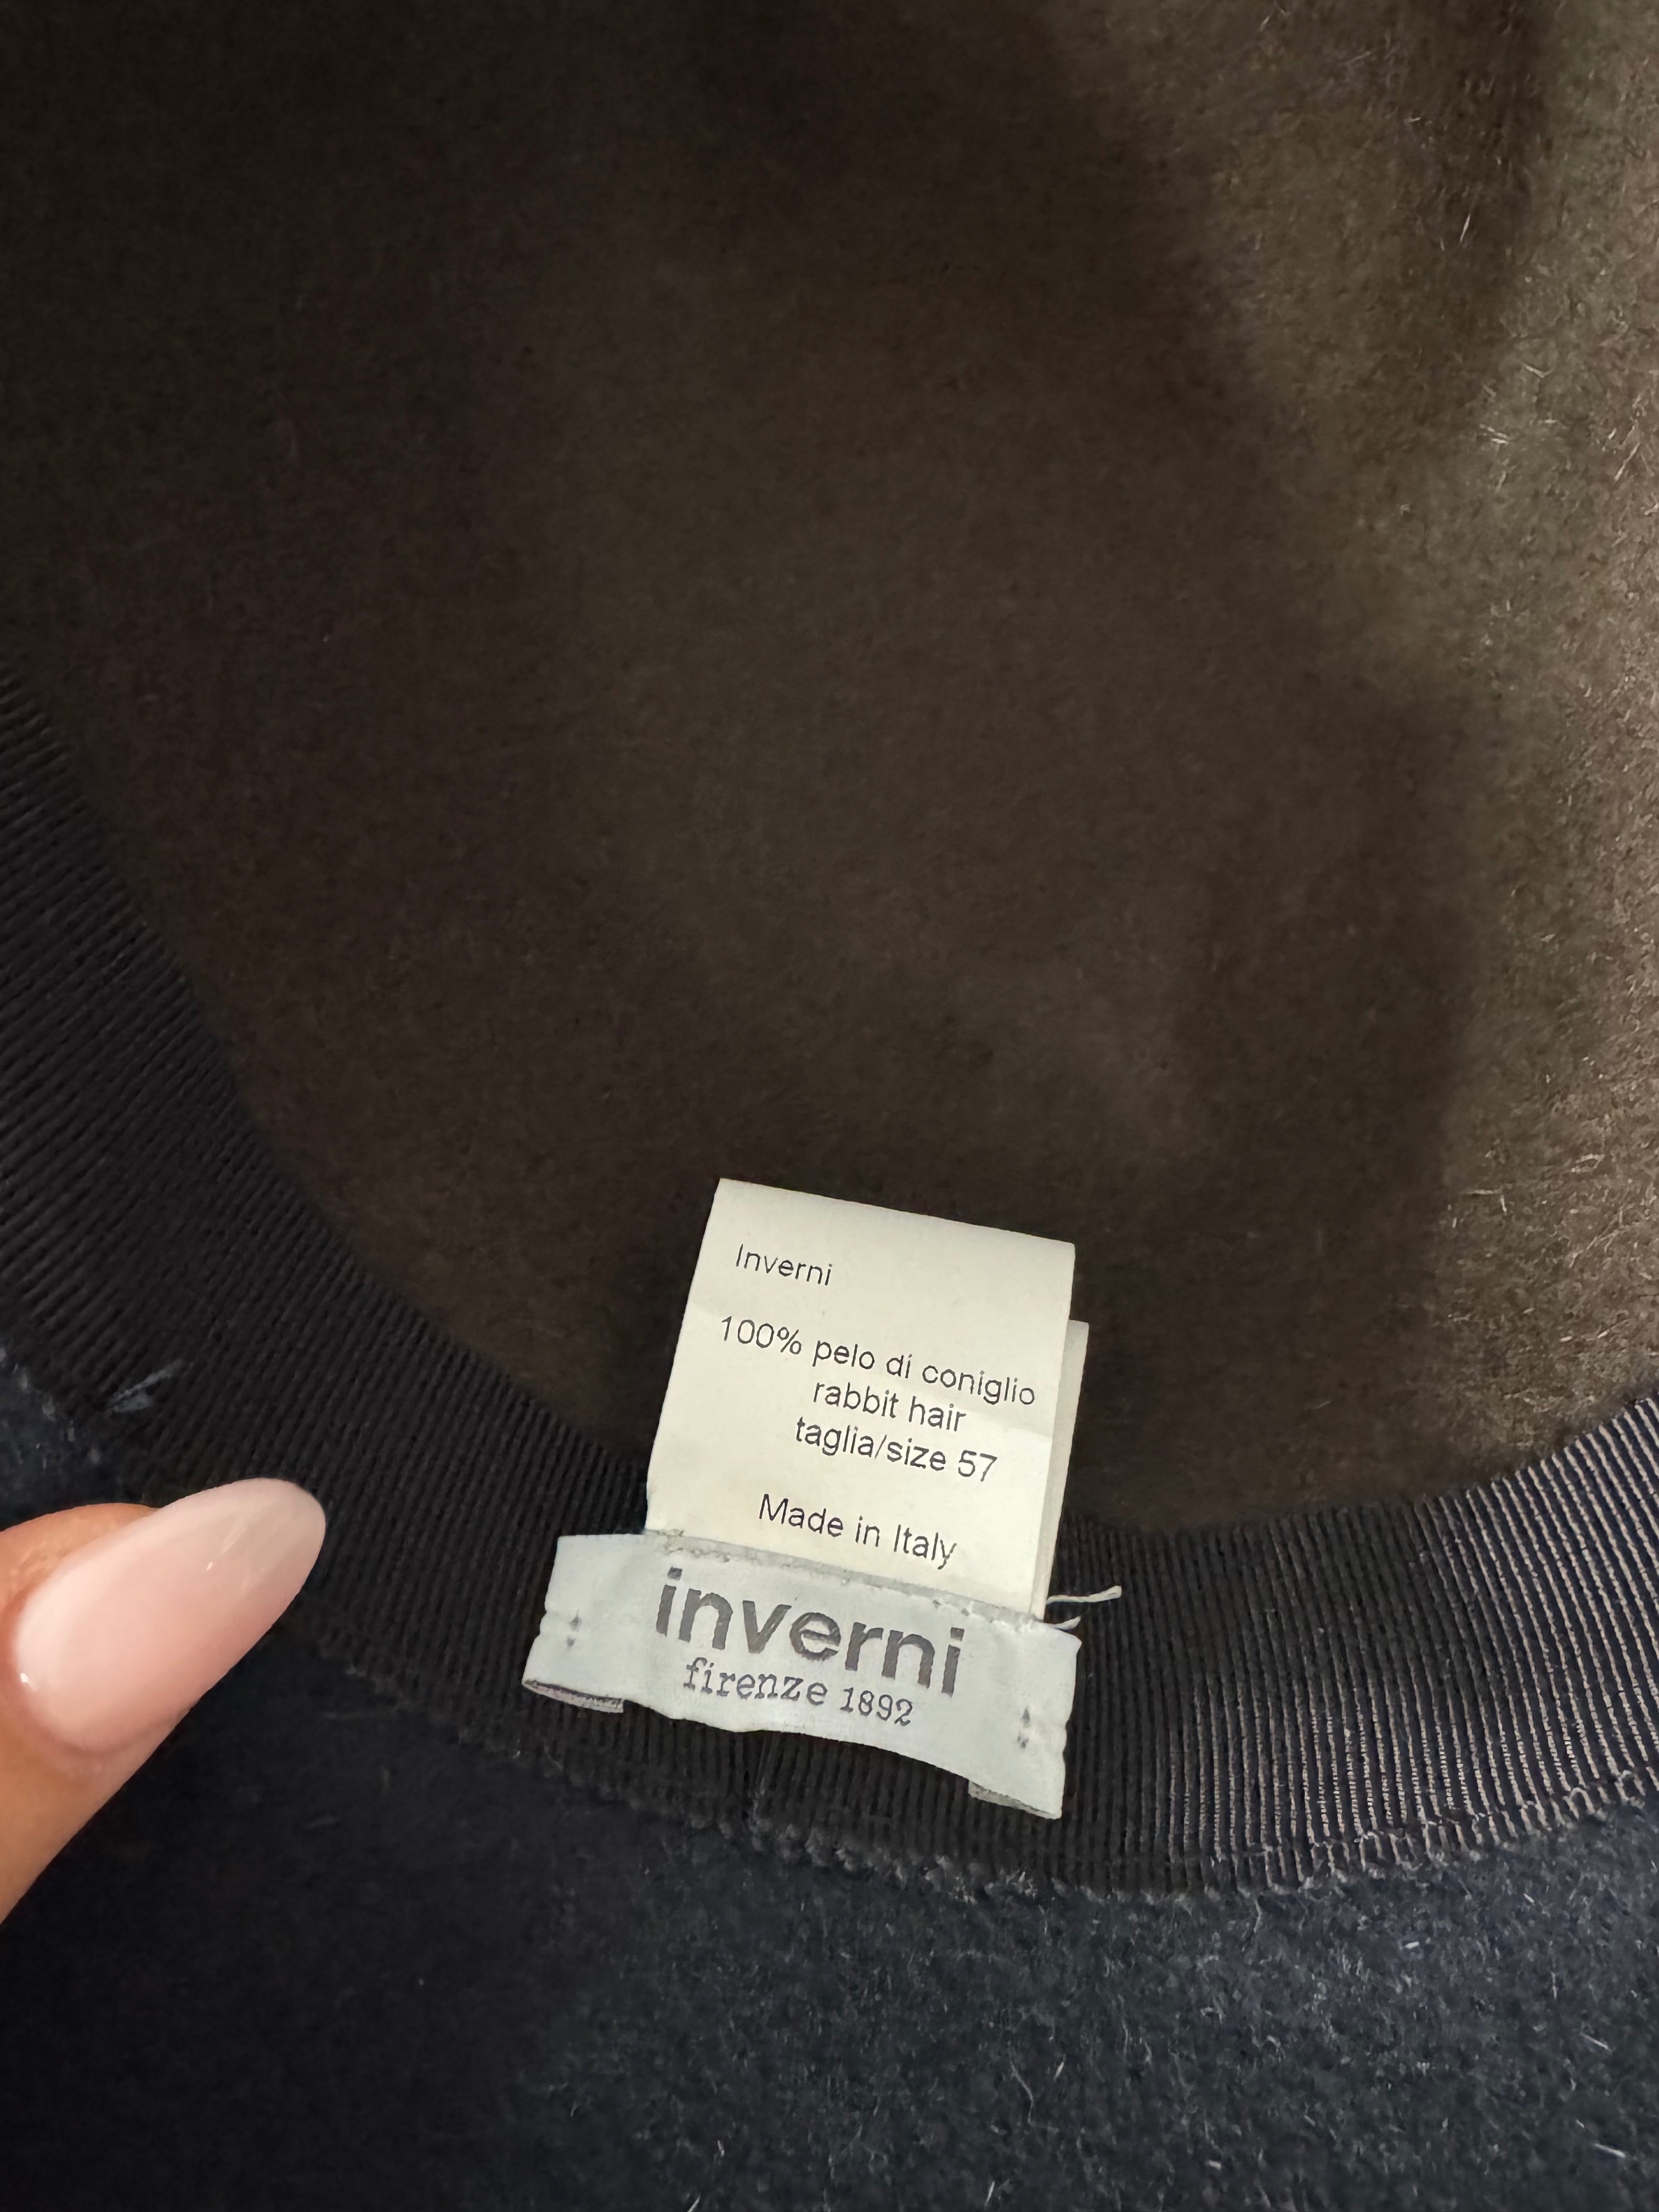 Inverni
100% pelo di coniglio
rabbit hair
taglia/size 57
Made in Italy
inverni
firenze 1892